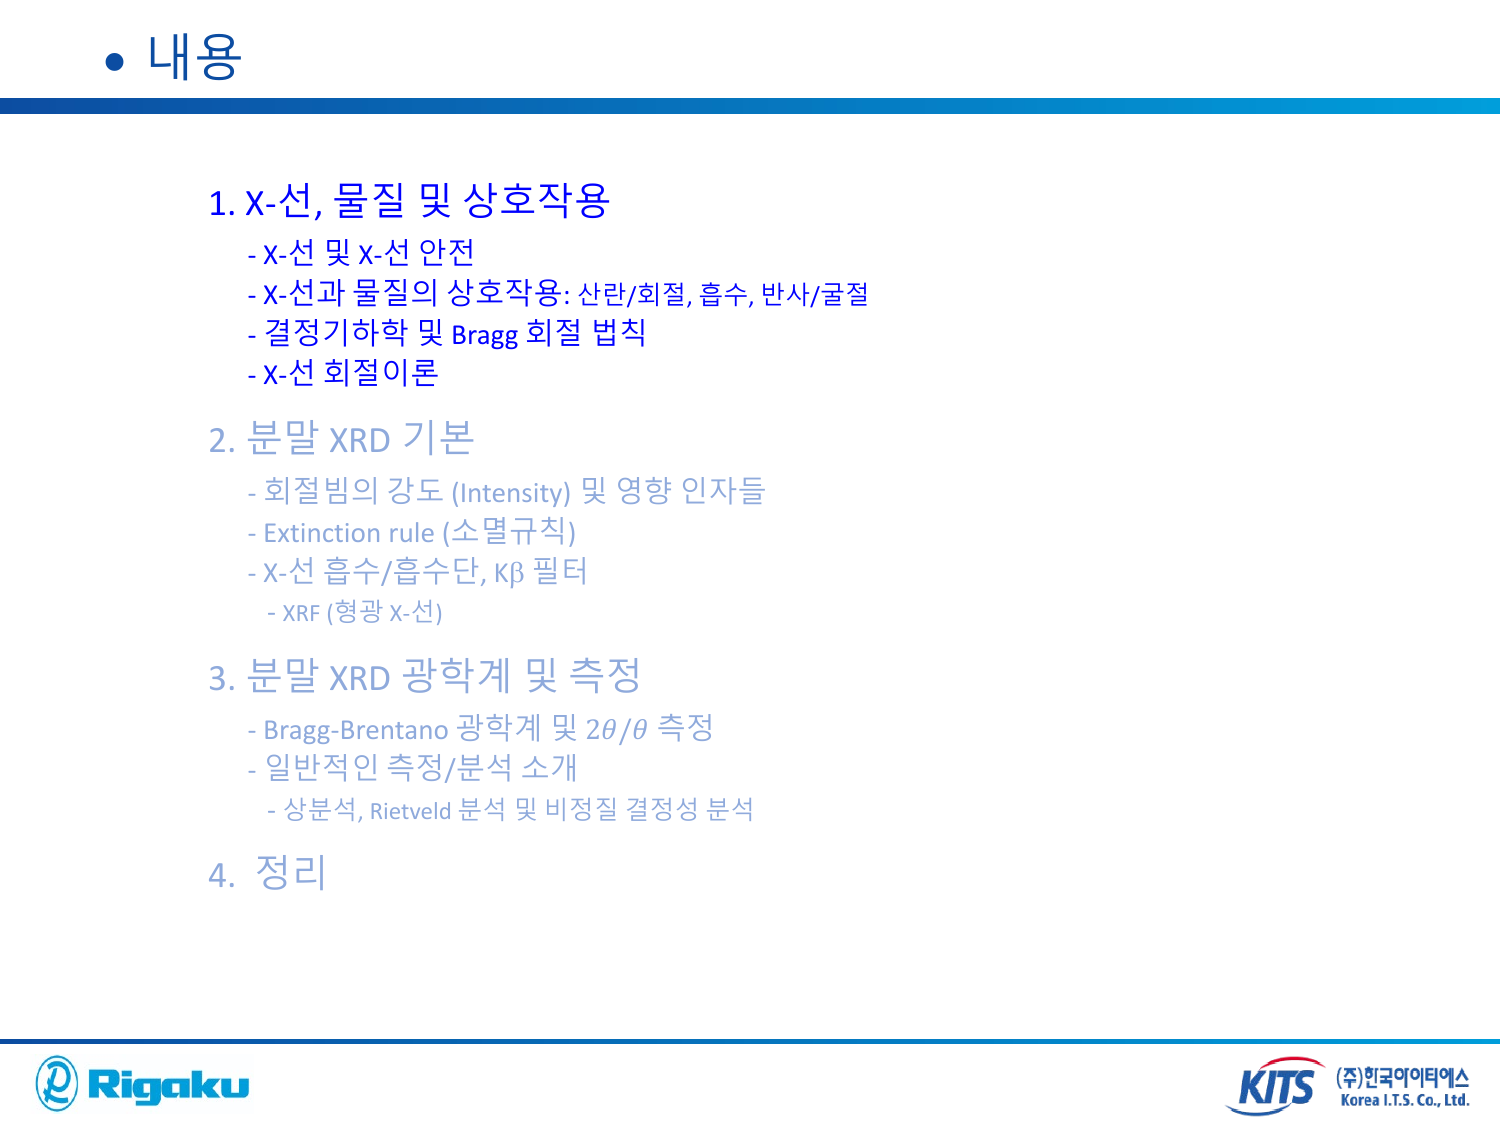 ● 내용
1. X-선, 물질 및 상호작용
- X-선 및 X-선 안전
- X-선과 물질의 상호작용: 산란/회절, 흡수, 반사/굴절
- 결정기하학 및 Bragg 회절 법칙
- X-선 회절이론
2. 분말 XRD 기본
- 회절빔의 강도 (Intensity) 및 영향 인자들
- Extinction rule (소멸규칙)
- X-선 흡수/흡수단, Kβ 필터
- XRF (형광 X-선)
3. 분말 XRD 광학계 및 측정
- Bragg-Brentano 광학계 및 2θ/θ 측정
- 일반적인 측정/분석 소개
- 상분석, Rietveld 분석 및 비정질 결정성 분석
4. 정리
Rigaku
KITS
(주)한국아이티에스
Korea I.T.S. Co., Ltd.